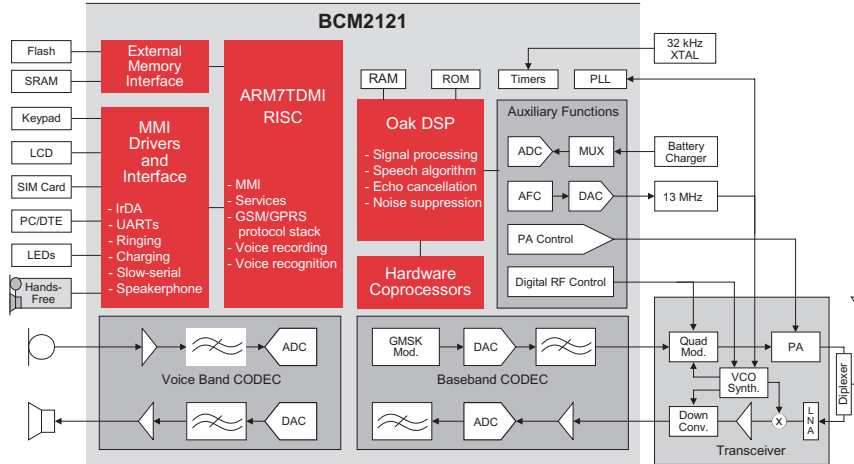 BCM2121
Flash
SRAM
Keypad
LCD
SIM Card
PC/DTE
LEDs
Hands-
Free
External
Memory
Interface
MMI
Drivers
and
Interface
- IrDA
- UARTs
- Ringing
- Charging
- Slow-serial
- Speakerphone
ARM7TDMI
RISC
- MMI
- Services
- GSM/GPRS
protocol stack
- Voice recording
- Voice recognition
RAM
ROM
Oak DSP
- Signal processing
- Speech algorithm
- Echo cancellation
- Noise suppression
Hardware
Coprocessors
Timers
PLL
32 kHz
XTAL
Auxiliary Functions
ADC
MUX
Battery
Charger
AFC
DAC
13 MHz
PA Control
Digital RF Control
ADC
Voice Band CODEC
DAC
GMSK
Mod.
DAC
Baseband CODEC
ADC
Quad
Mod.
PA
VCO
Synth.
Down
Conv.
X
LNA
Transceiver
Diplexer